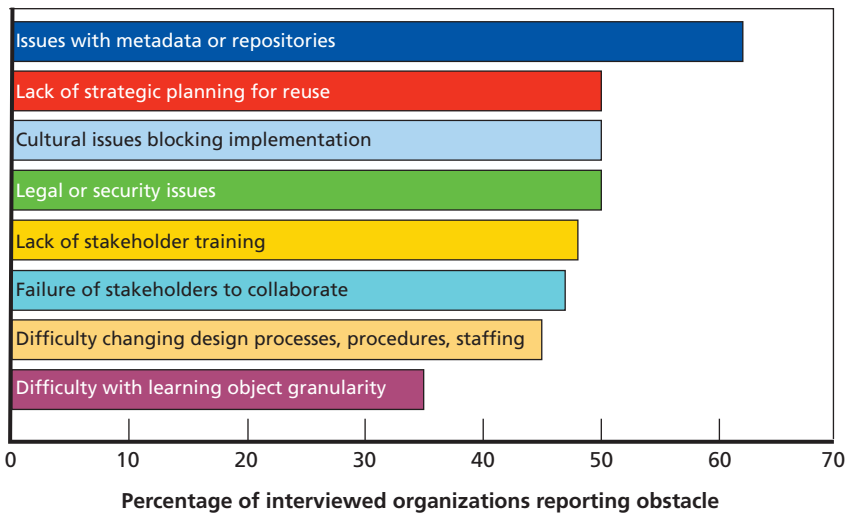 Issues with metadata or repositories
Lack of strategic planning for reuse
Cultural issues blocking implementation
Legal or security issues
Lack of stakeholder training
Failure of stakeholders to collaborate
Difficulty changing design processes, procedures, staffing
Difficulty with learning object granularity
0 10 20 30 40 50 60 70
Percentage of interviewed organizations reporting obstacle